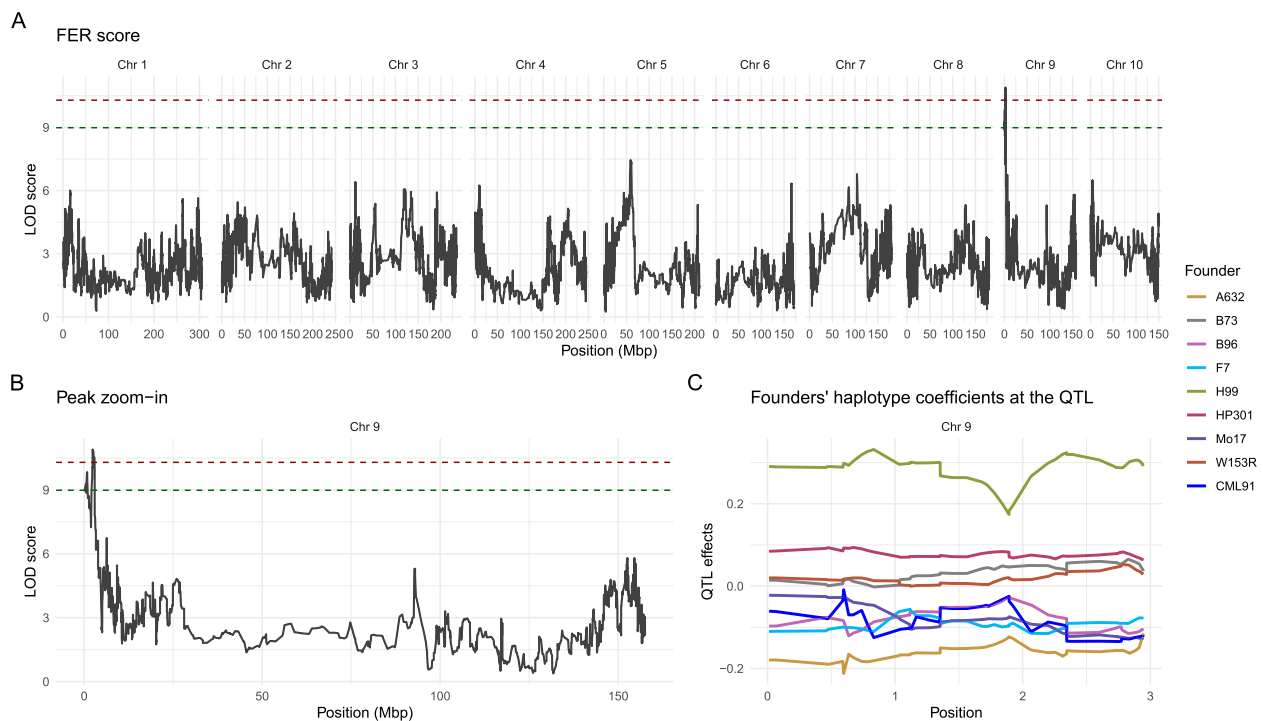 A
FER score
Chr 1 Chr 2 Chr 3 Chr 4 Chr 5 Chr 6 Chr 7 Chr 8 Chr 9 Chr 10
9
6
3
0
LOD score
0 100 200 300 0 50 100 150 200 250 50 100 150 200 0 50 100 150 200 250 0 50 100 150 200 0 50 100 150 0 50 100 150 0 50 100 150 0 50 100 150 0 50 100 150
Position (Mbp)
B
Peak zoom−in
Chr 9
9
6
3
0
LOD score
0 50 100 150
Position (Mbp)
C
Founders' haplotype coefficients at the QTL
Chr 9
0.2
0.0
−0.2
QTL effects
0 1 2 3
Position
Founder
A632
B73
B96
F7
H99
HP301
Mo17
W153R
CML91